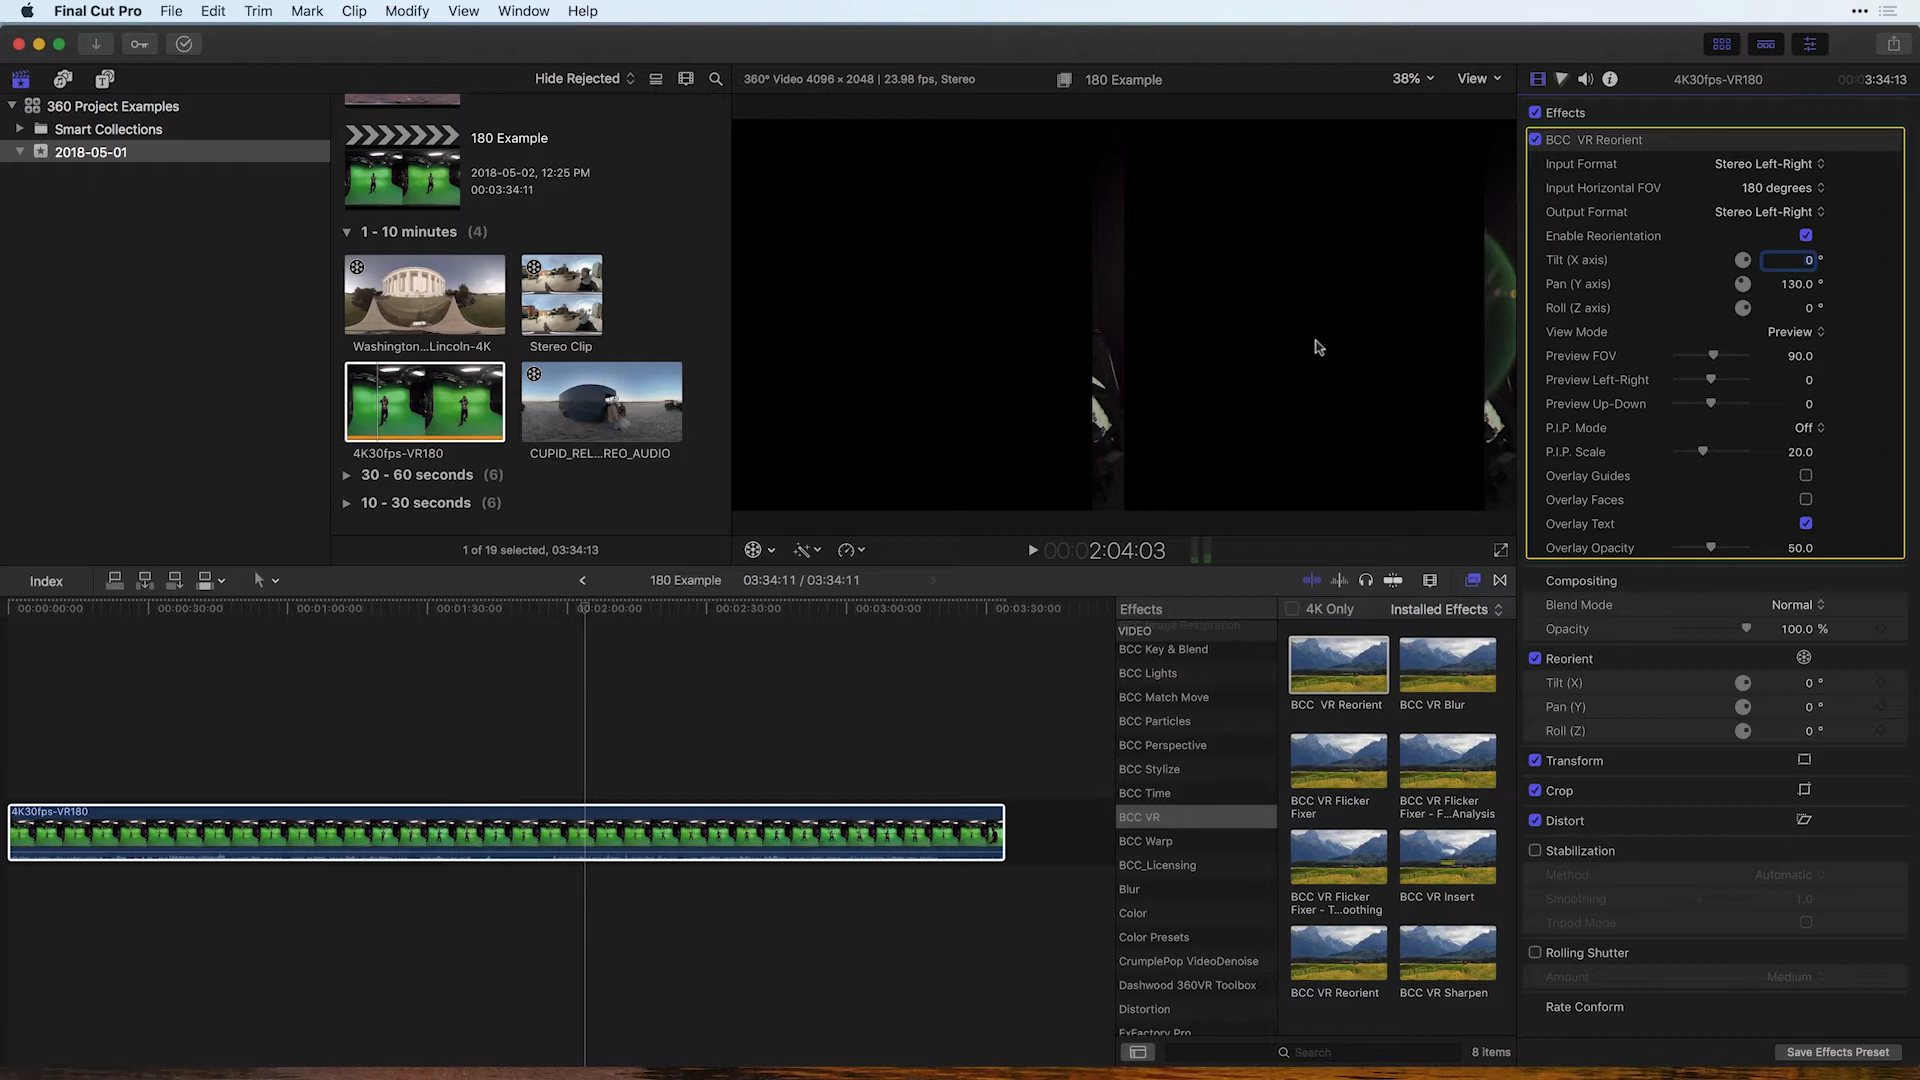 Final Cut Pro File Edit Trim Mark Clip Modify View Window Help
Hide Rejected
360° Video 4096 x 2048 | 23.98 fps, Stereo
180 Example
38%
View
4K30fps-VR180
00:00:03:34:13
360 Project Examples
Smart Collections
2018-05-01
180 Example
2018-05-02, 12:25 PM
00:03:34:11
1 - 10 minutes (4)
Washington...Lincoln-4K
Stereo Clip
4K30fps-VR180
CUPID_REL...REO_AUDIO
30 - 60 seconds (6)
10 - 30 seconds (6)
1 of 19 selected, 03:34:13
00:00:2:04:03
Effects
BCC VR Reorient
Input Format Stereo Left-Right
Input Horizontal FOV 180 degrees
Output Format Stereo Left-Right
Enable Reorientation
Tilt (X axis) 0 °
Pan (Y axis) 130.0 °
Roll (Z axis) 0 °
View Mode Preview
Preview FOV 90.0
Preview Left-Right 0
Preview Up-Down 0
P.I.P. Mode Off
P.I.P. Scale 20.0
Overlay Guides
Overlay Faces
Overlay Text
Overlay Opacity 50.0
Compositing
Blend Mode Normal
Opacity 100.0 %
Reorient
Tilt (X) 0 °
Pan (Y) 0 °
Roll (Z) 0 °
Transform
Crop
Distort
Stabilization
Method Automatic
Smoothing 1.0
Tripod Mode
Rolling Shutter
Amount Medium
Rate Conform
Save Effects Preset
Index
180 Example
03:34:11 / 03:34:11
00:00:00:00
00:00:30:00
00:01:00:00
00:01:30:00
00:02:00:00
00:02:30:00
00:03:00:00
00:03:30:00
4K30fps-VR180
Effects
4K Only
Installed Effects
BCC Image Restoration
VIDEO
BCC Key & Blend
BCC Lights
BCC Match Move
BCC Particles
BCC Perspective
BCC Stylize
BCC Time
BCC VR
BCC Warp
BCC_Licensing
Blur
Color
Color Presets
CrumplePop VideoDenoise
Dashwood 360VR Toolbox
Distortion
FxFactory Pro
BCC VR Reorient
BCC VR Blur
BCC VR Flicker
Fixer
BCC VR Flicker
Fixer - F...Analysis
BCC VR Flicker
Fixer - T...oothing
BCC VR Insert
BCC VR Reorient
BCC VR Sharpen
Search
8 items